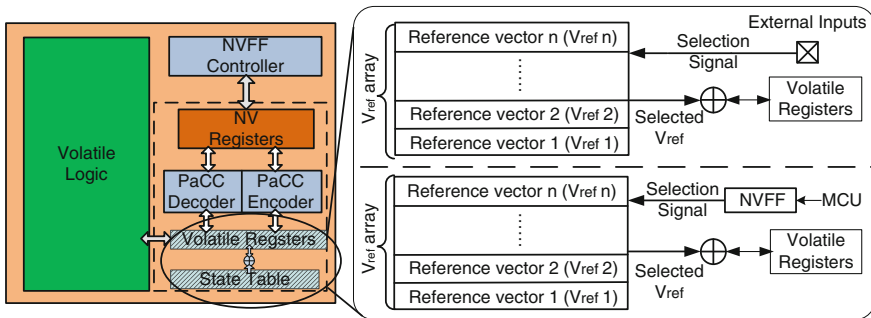 Volatile
Logic
NVFF
Controller
NV
Registers
PaCC
Decoder
PaCC
Encoder
Volatile Regsters
State Table
Vref array
Reference vector n (Vref n)
Reference vector 2 (Vref 2)
Reference vector 1 (Vref 1)
External Inputs
Selection
Signal
Selected
Vref
Volatile
Registers
Vref array
Reference vector n (Vref n)
Reference vector 2 (Vref 2)
Reference vector 1 (Vref 1)
Selection
Signal
NVFF
MCU
Selected
Vref
Volatile
Registers